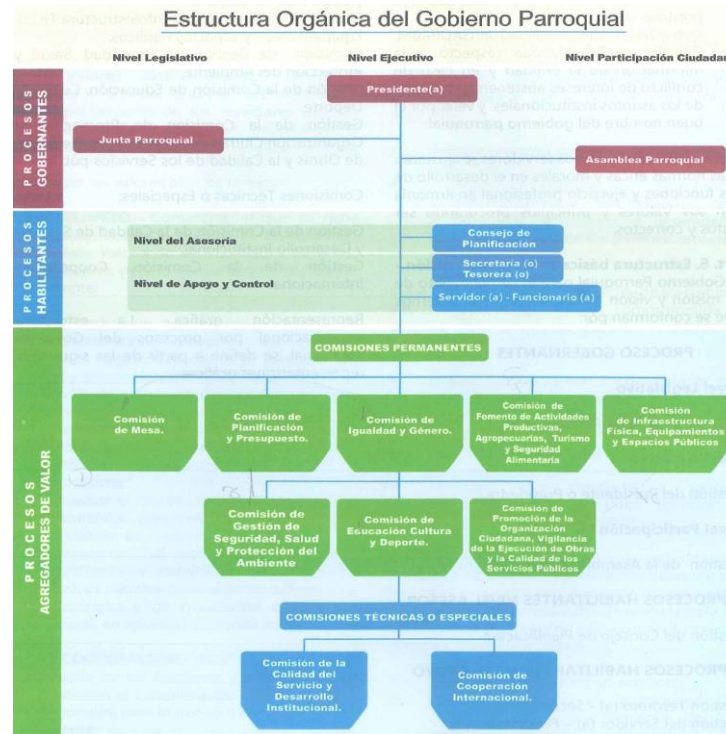 Estructura Orgánica del Gobierno Parroquial
Nivel Legislativo
Nivel Ejecutivo
Nivel Participación Ciudadan
PROCESOS
GOBERNANTES
Presidente(a)
Junta Parroquial
Asamblea Parroquial
PROCESOS
HABILITANTES
Nivel del Asesoría
Consejo de
Planificación
Nivel de Apoyo y Control
Secretaría (o)
Tesorera (o)
Servidor (a) - Funcionario (a)
PROCESOS
AGREGADORES DE VALOR
COMISIONES PERMANENTES
Comisión
de Mesa.
Comisión de
Planificación
y Presupuesto.
Comisión de
Igualdad y Género.
Comisión de
Fomento de Actividades
Productivas,
Agropecuarias, Turismo
y Seguridad
Alimentaria
Comisión
de Infraestructura
Física, Equipamientos
y Espacios Públicos
Comisión de
Gestión de
Seguridad, Salud
y Protección del
Ambiente
Comisión de
Educación Cultura
y Deporte.
Comisión de
Promoción de la
Organización
Ciudadana, Vigilancia
de la Ejecución de Obras
y la Calidad de los
Servicios Públicos
COMISIONES TÉCNICAS O ESPECIALES
Comisión de la
Calidad del
Servicio y
Desarrollo
Institucional.
Comisión de
Cooperación
Internacional.